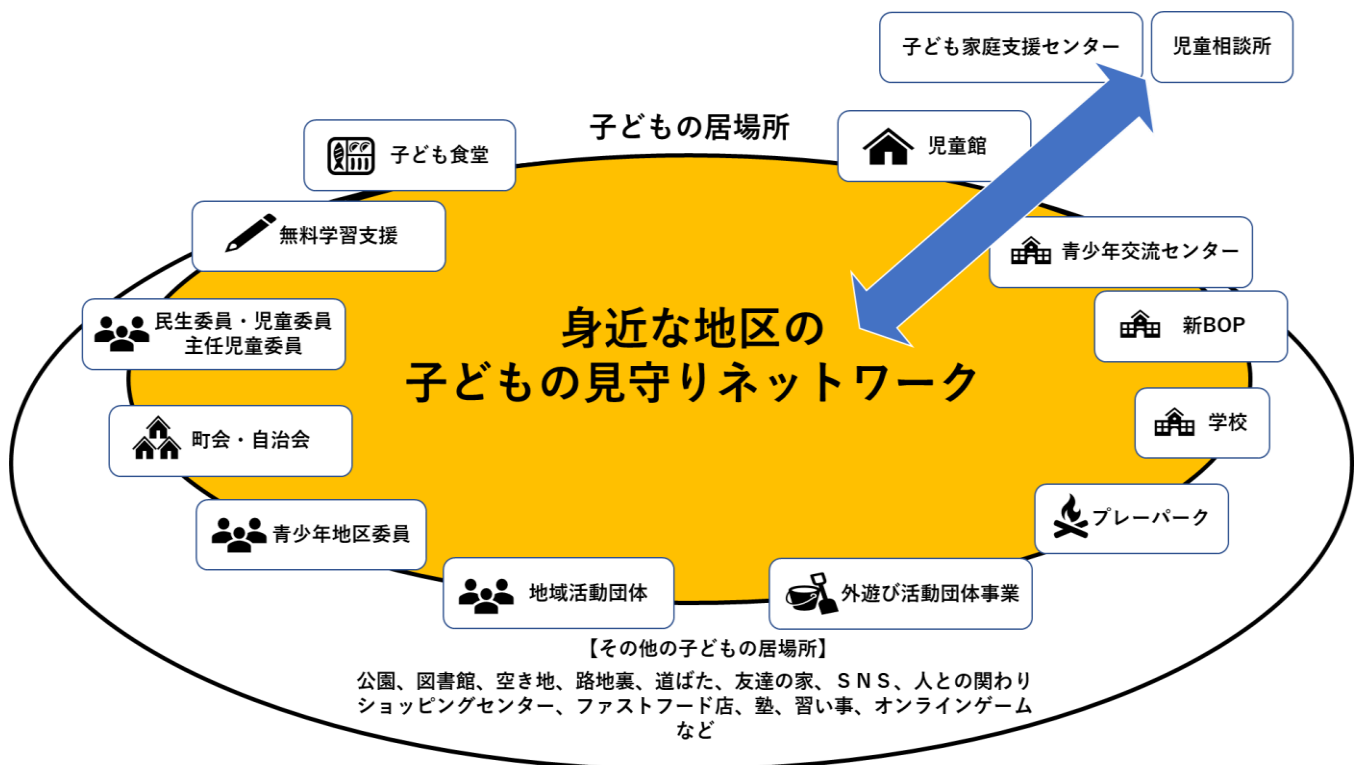 子ども家庭支援センター
児童相談所
子どもの居場所
子ども食堂
児童館
無料学習支援
青少年交流センター
民生委員・児童委員
主任児童委員
新BOP
身近な地区の
子どもの見守りネットワーク
町会・自治会
学校
青少年地区委員
プレーパーク
地域活動団体
外遊び活動団体事業
【その他の子どもの居場所】
公園、図書館、空き地、路地裏、道ばた、友達の家、ＳＮＳ、人との関わり
ショッピングセンター、ファストフード店、塾、習い事、オンラインゲーム
など